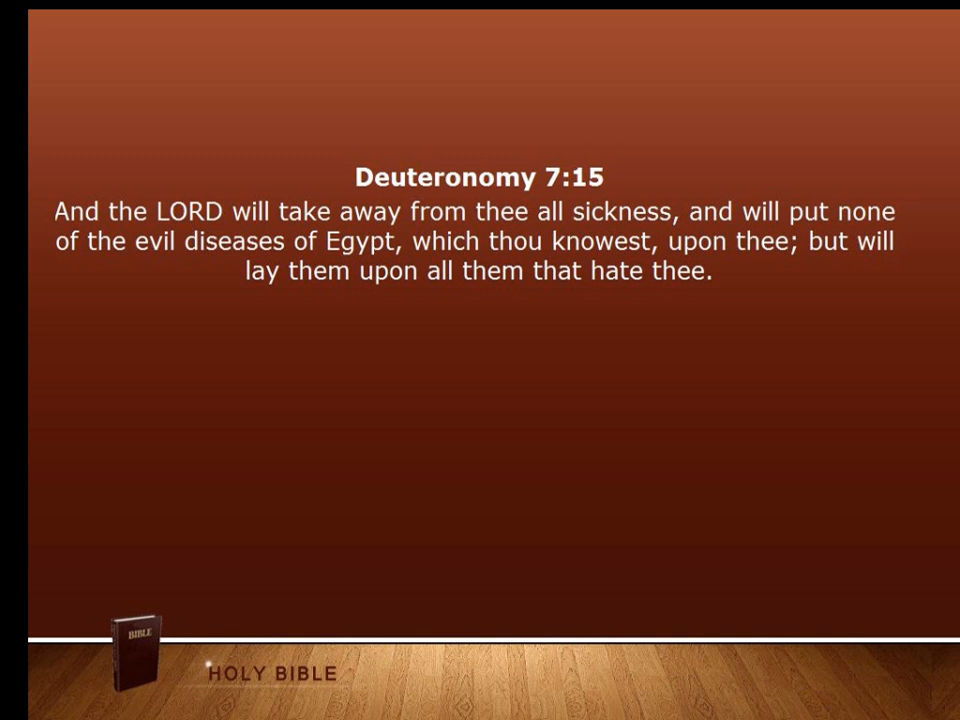 Deuteronomy 7:15
And the LORD will take away from thee all sickness, and will put none
of the evil diseases of Egypt, which thou knowest, upon thee; but will
lay them upon all them that hate thee.
BIBLE
HOLY BIBLE